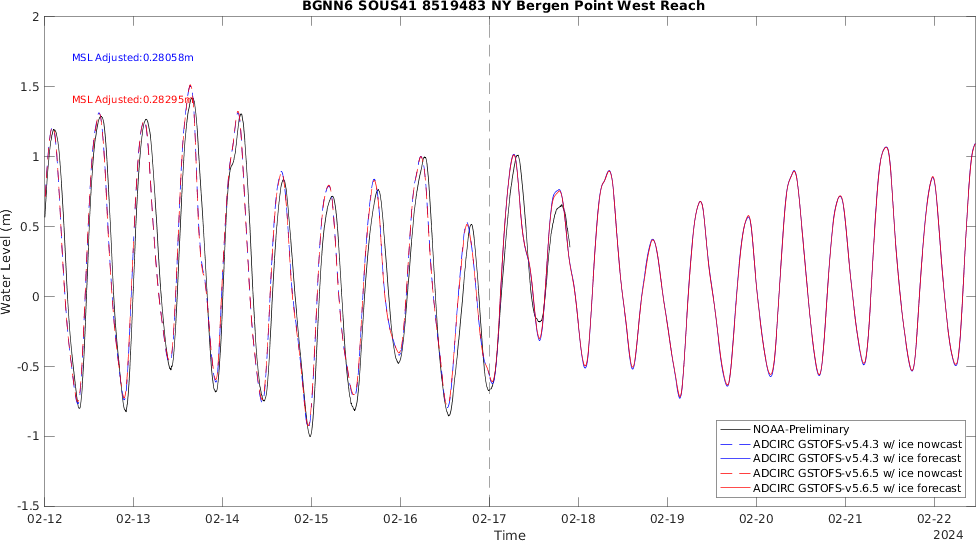 BGNN6 SOUS41 8519483 NY Bergen Point West Reach
2
1.5
1
0.5
0
-0.5
-1
-1.5
Water Level (m)
MSL Adjusted:0.28058m
MSL Adjusted:0.28295m
NOAA-Preliminary
ADCIRC GSTOFS-v5.4.3 w/ ice nowcast
ADCIRC GSTOFS-v5.4.3 w/ ice forecast
ADCIRC GSTOFS-v5.6.5 w/ ice nowcast
ADCIRC GSTOFS-v5.6.5 w/ ice forecast
02-12 02-13 02-14 02-15 02-16 02-17 02-18 02-19 02-20 02-21 02-22
Time
2024